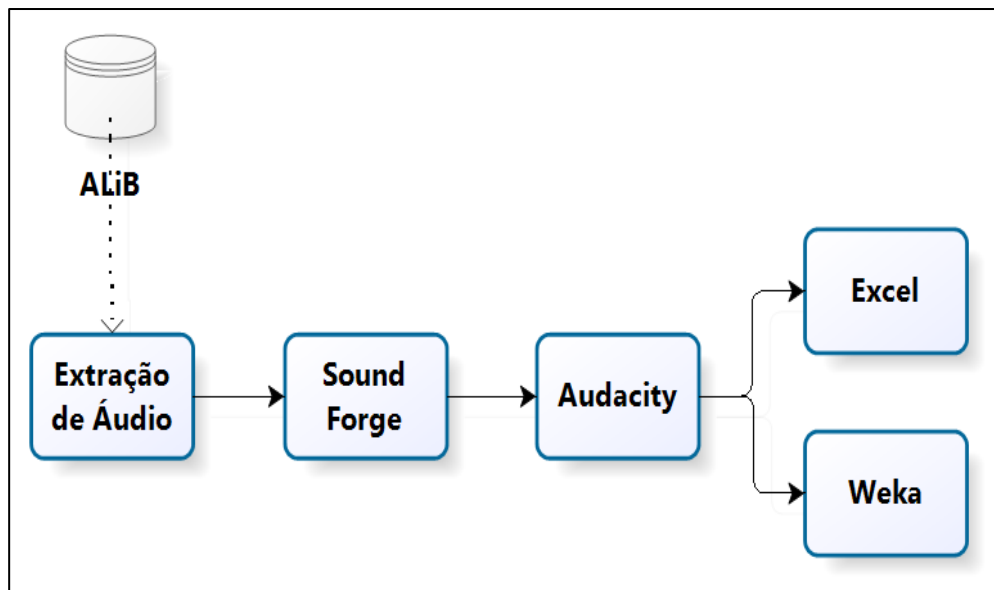 ALiB
Extração
de Áudio
Sound
Forge
Audacity
Excel
Weka